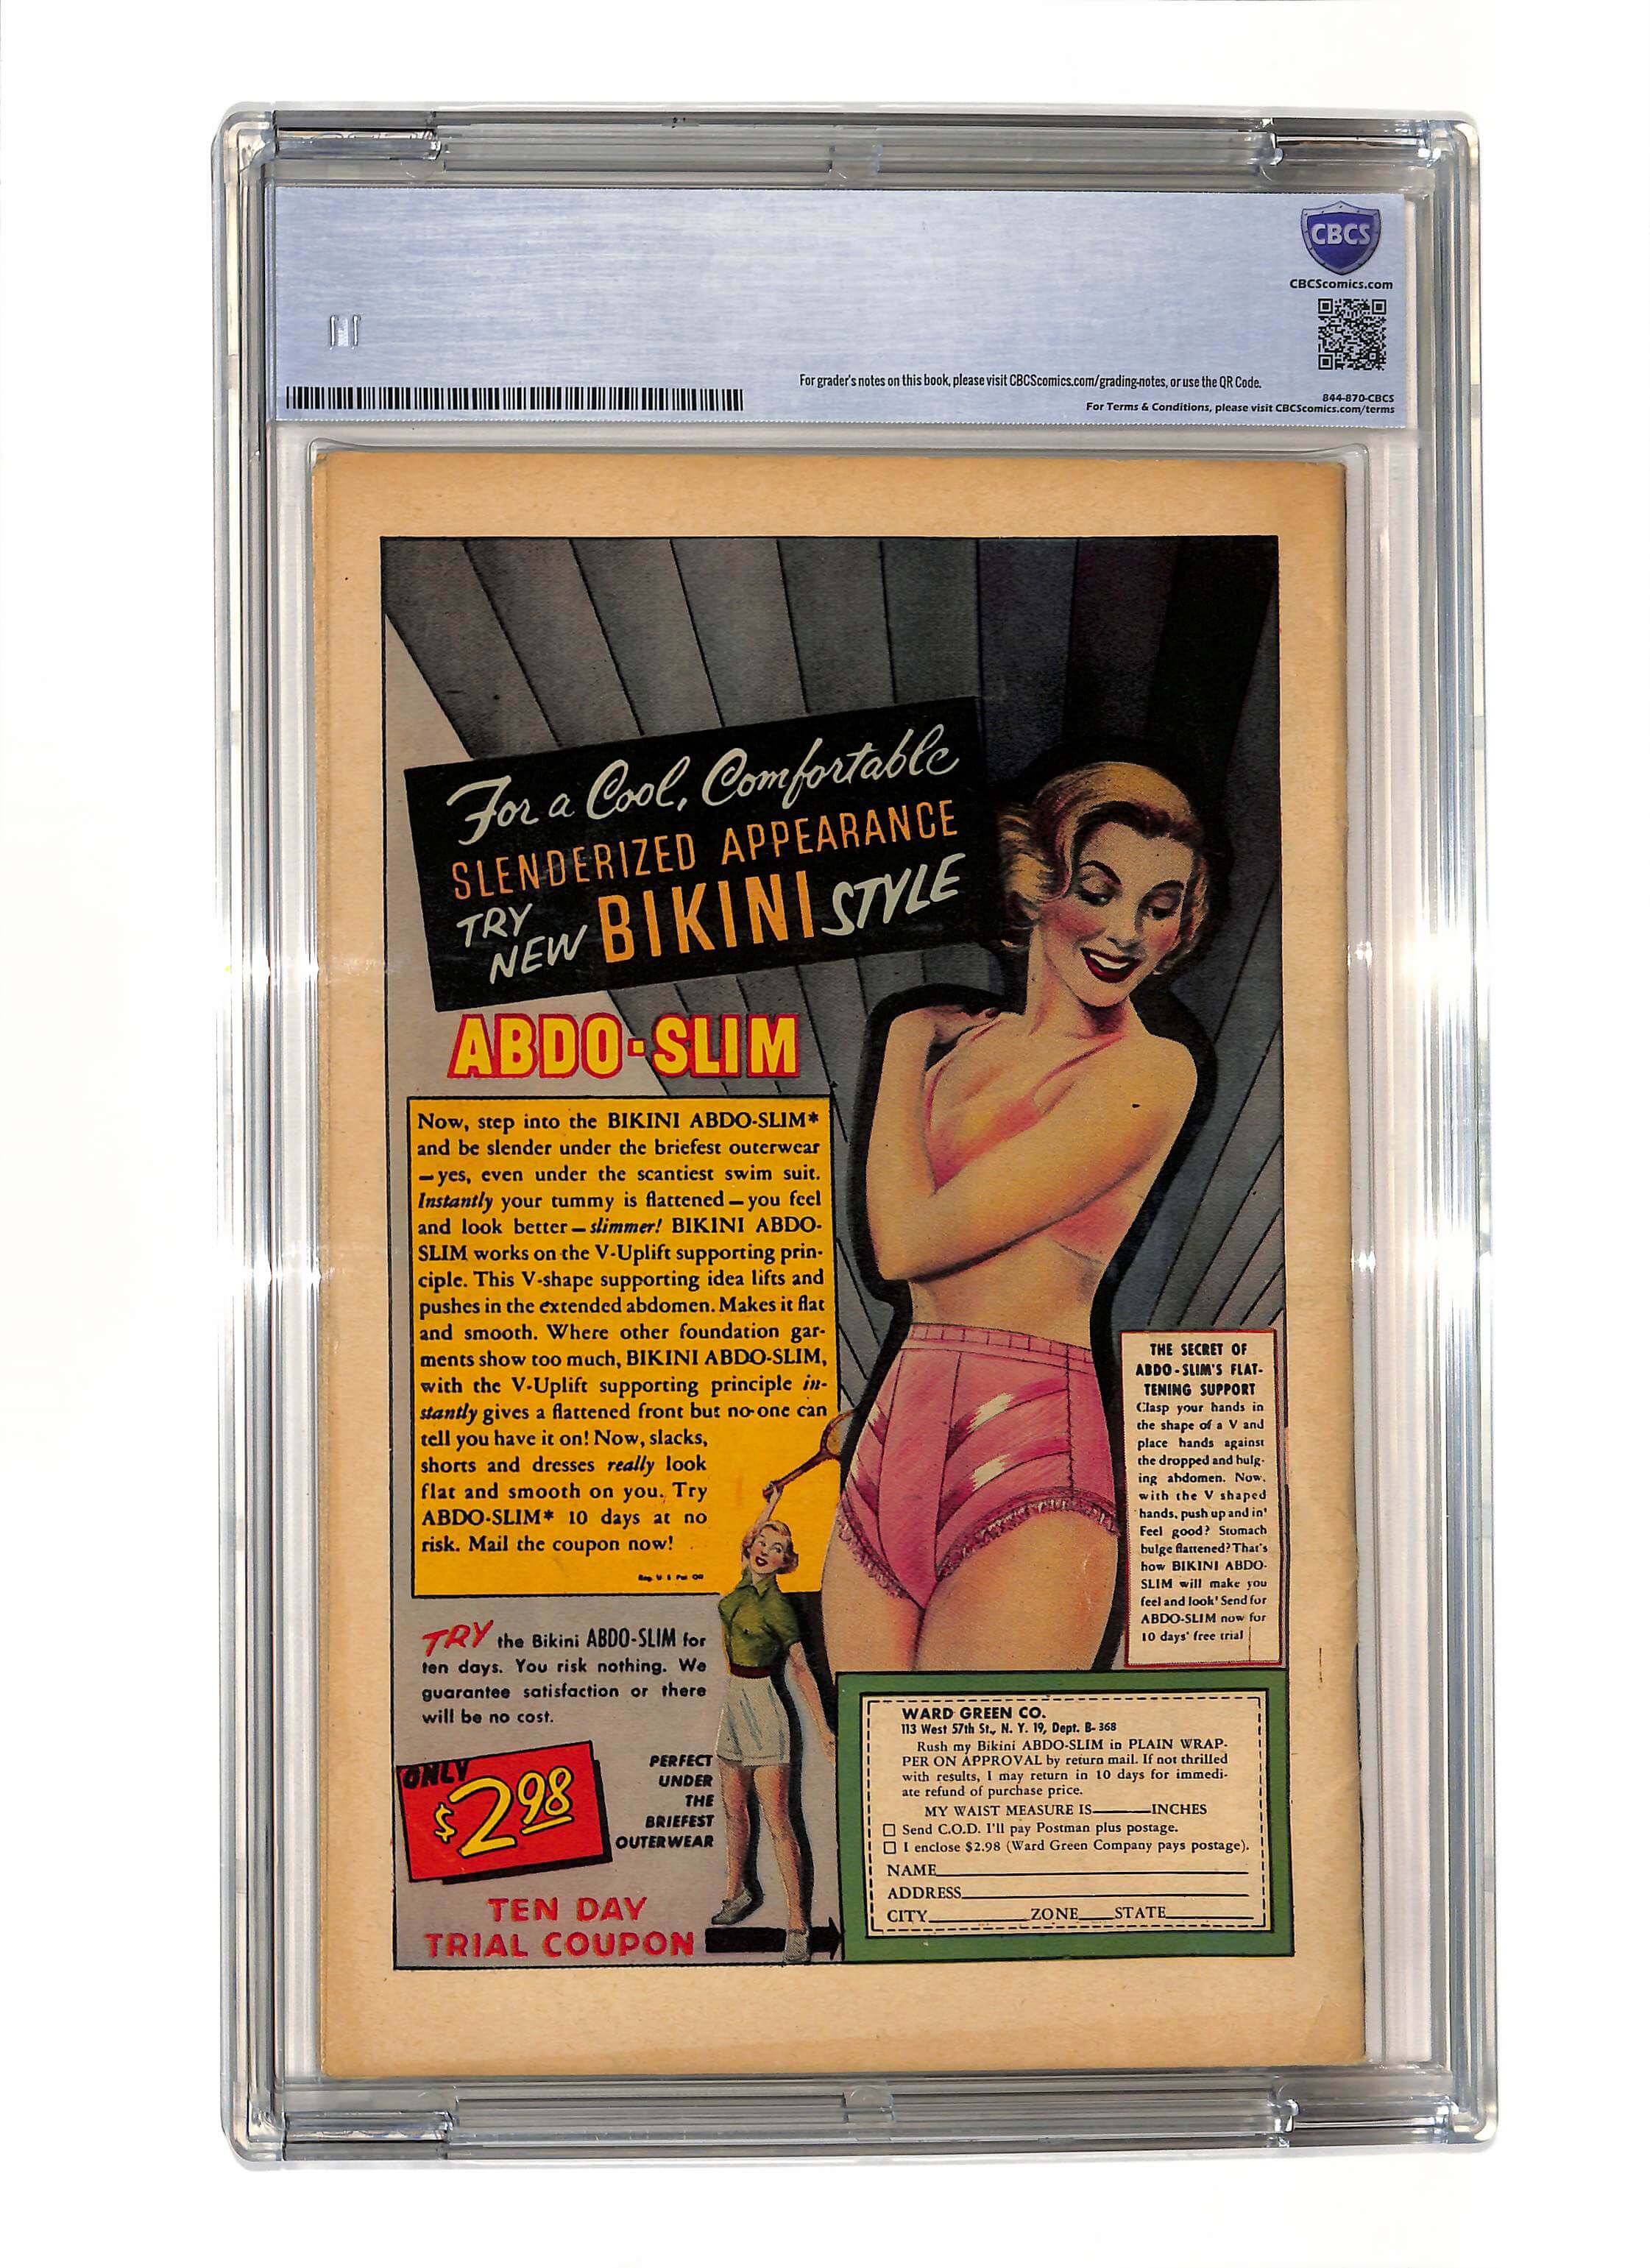 CBCS
CBCScomics.com
For grader's notes on this book, please visit CBCScomics.com/grading-notes, or use the QR Code.
844-870-CBCS
For Terms & Conditions, please visit CBCScomics.com/terms
For a Cool, Comfortable
SLENDERIZED APPEARANCE
TRY
NEW BIKINI STYLE
ABDO-SLIM
Now, step into the BIKINI ABDO-SLIM*
and be slender under the briefest outerwear
—yes, even under the scantiest swim suit.
Instantly your tummy is flattened—you feel
and look better—slimmer! BIKINI ABDO-
SLIM works on the V-Uplift supporting prin-
ciple. This V-shape supporting idea lifts and
pushes in the extended abdomen. Makes it flat
and smooth. Where other foundation gar-
ments show too much, BIKINI ABDO-SLIM,
with the V-Uplift supporting principle in-
stantly gives a flattened front but no-one can
tell you have it on! Now, slacks,
shorts and dresses really look
flat and smooth on you. Try
ABDO-SLIM* 10 days at no
risk. Mail the coupon now!
Reg. U S Pat Off
THE SECRET OF
ABDO-SLIM'S FLAT-
TENING SUPPORT
Clasp your hands in
the shape of a V and
place hands against
the dropped and bulg-
ing abdomen. Now,
with the V shaped
hands, push up and in!
Feel good? Stomach
bulge flattened? That's
how BIKINI ABDO-
SLIM will make you
feel and look! Send for
ABDO-SLIM now for
10 days' free trial
TRY the Bikini ABDO-SLIM for
ten days. You risk nothing. We
guarantee satisfaction or there
will be no cost.
ONLY
$2.98
PERFECT
UNDER
THE
BRIEFEST
OUTERWEAR
TEN DAY
TRIAL COUPON
WARD GREEN CO.
113 West 57th St., N. Y. 19, Dept. B-368
Rush my Bikini ABDO-SLIM in PLAIN WRAP-
PER ON APPROVAL by return mail. If not thrilled
with results, I may return in 10 days for immedi-
ate refund of purchase price.
MY WAIST MEASURE IS______INCHES
Send C.O.D. I'll pay Postman plus postage.
I enclose $2.98 (Ward Green Company pays postage).
NAME
ADDRESS
CITY ZONE STATE